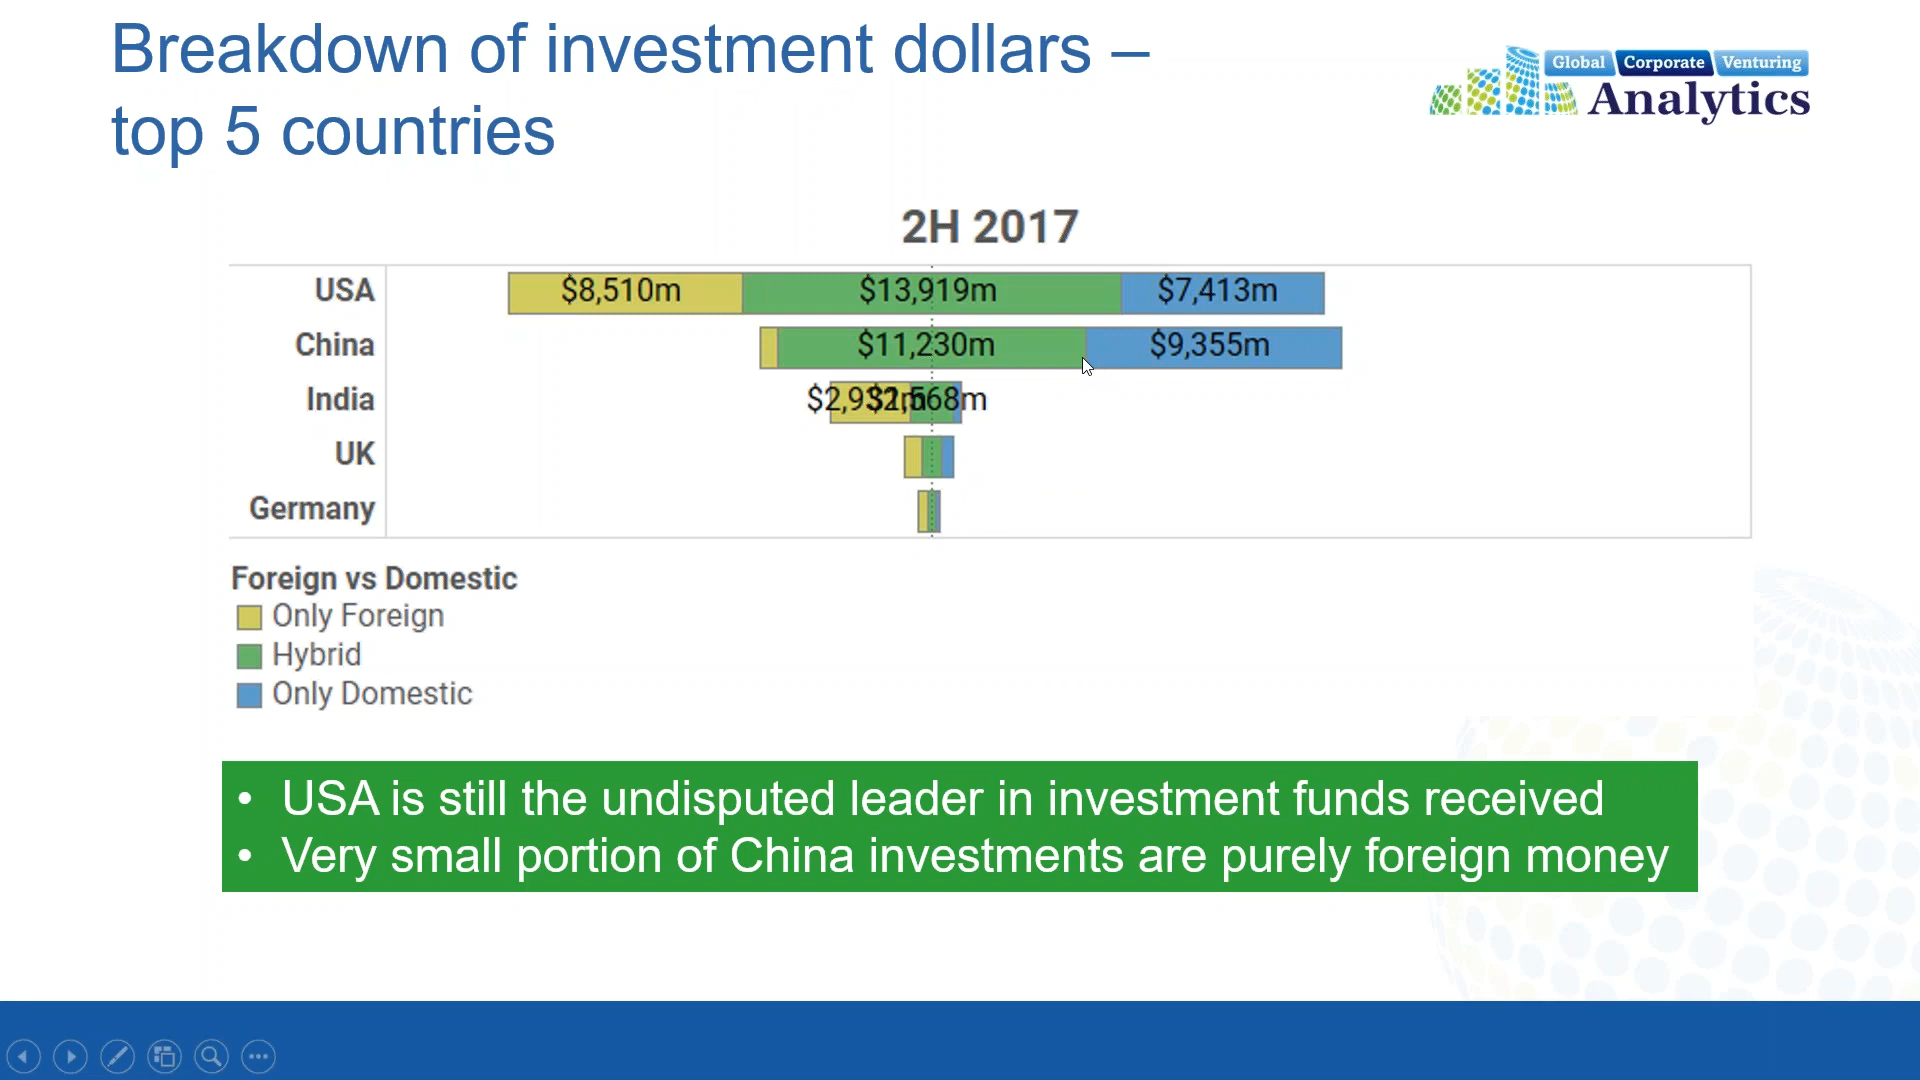 Breakdown of investment dollars –
top 5 countries
Global Corporate Venturing
Analytics
2H 2017
USA $8,510m $13,919m $7,413m
China $11,230m $9,355m
India
UK
Germany
Foreign vs Domestic
Only Foreign
Hybrid
Only Domestic
• USA is still the undisputed leader in investment funds received
• Very small portion of China investments are purely foreign money